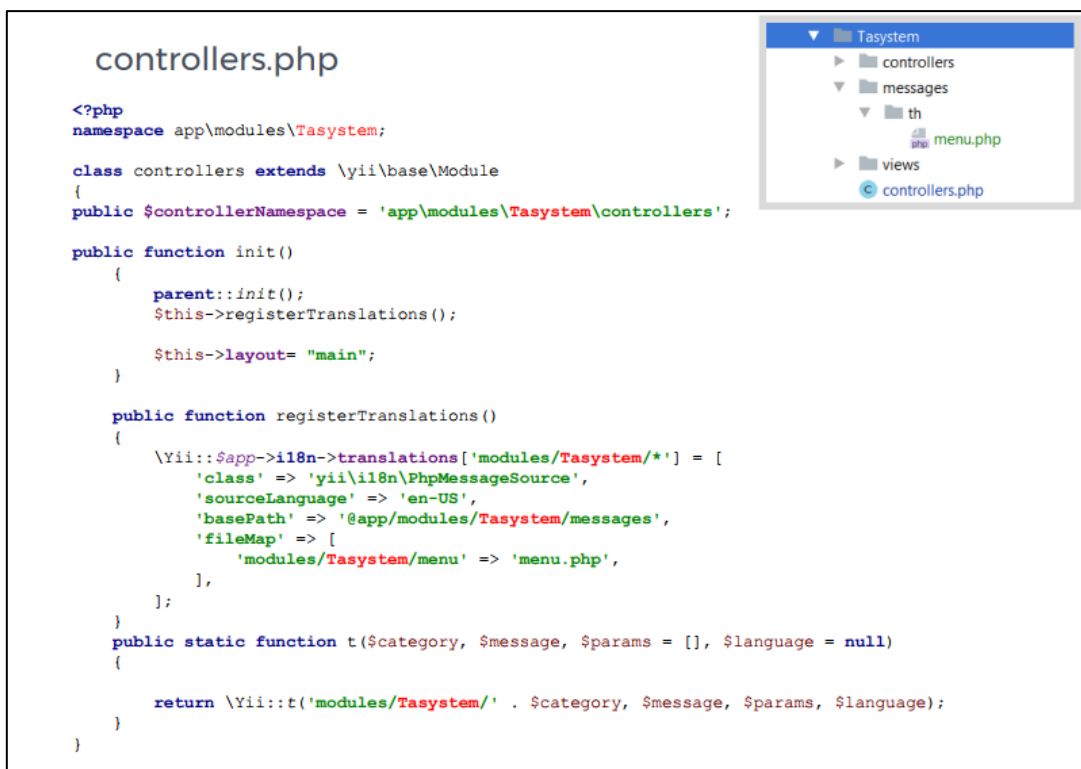 controllers.php
Tasystem
controllers
messages
th
menu.php
views
controllers.php
<?php
namespace app\modules\Tasystem;
class controllers extends \yii\base\Module
{
public $controllerNamespace = 'app\modules\Tasystem\controllers';
public function init()
{
parent::init();
$this->registerTranslations();
$this->layout= "main";
}
public function registerTranslations()
{
\Yii::$app->i18n->translations['modules/Tasystem/*'] = [
'class' => 'yii\i18n\PhpMessageSource',
'sourceLanguage' => 'en-US',
'basePath' => '@app/modules/Tasystem/messages',
'fileMap' => [
'modules/Tasystem/menu' => 'menu.php',
],
];
}
public static function t($category, $message, $params = [], $language = null)
{
return \Yii::t('modules/Tasystem/' . $category, $message, $params, $language);
}
}